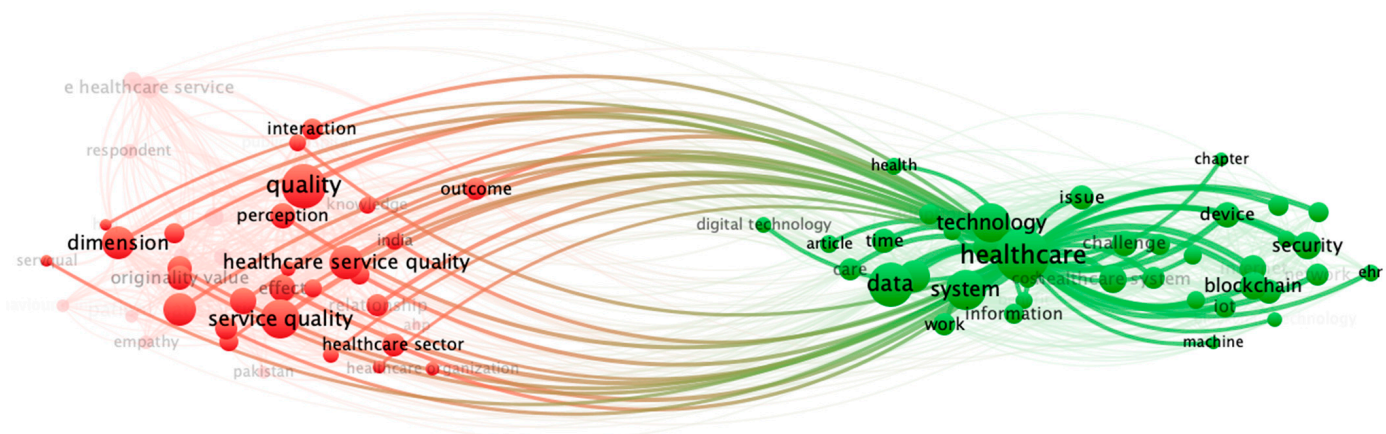 e healthcare service
interaction
respondent
quality
outcome
knowledge
perception
dimension
india
servqual
healthcare service quality
originality value
effect
relationship
service quality
empathy
healthcare sector
pakistan
healthcare organization
health
chapter
issue
digital technology
technology
device
article
time
healthcare
challenge
security
care
data
system
cost
healthcare system
network
ehr
blockchain
iot
information
work
machine